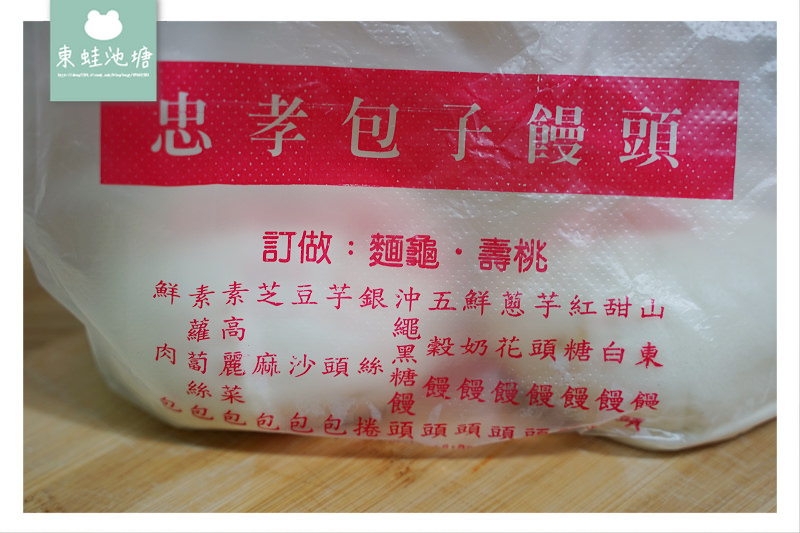 東蛙池塘
忠孝包子饅頭
訂做：麵龜・壽桃
山東饅頭
甜白饅
紅糖饅
芋頭饅頭
蔥花饅頭
鮮奶饅頭
五穀饅頭
沖繩黑糖饅頭
銀絲捲
芋頭包
豆沙包
芝麻包
素高麗菜包
素蘿蔔絲包
鮮肉包